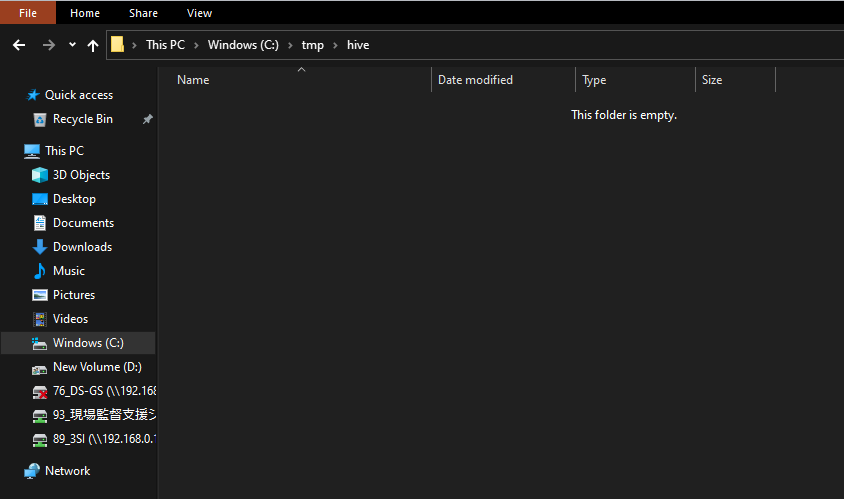 File Home Share View
This PC Windows (C:) tmp hive
Name Date modified Type Size
This folder is empty.
Quick access
Recycle Bin
This PC
3D Objects
Desktop
Documents
Downloads
Music
Pictures
Videos
Windows (C:)
New Volume (D:)
76_DS-GS (\\192.168
93_現場監督支援シ
89_3SI (\\192.168.0.1
Network